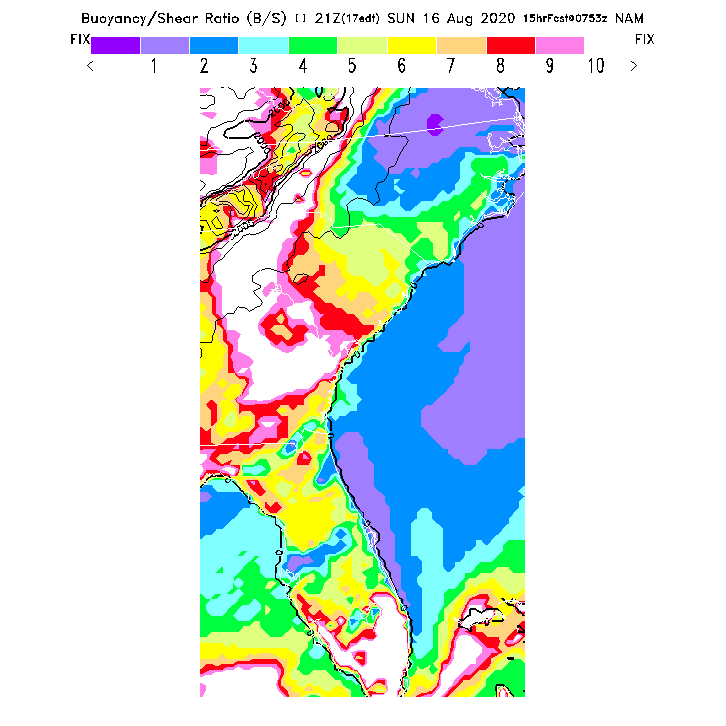 Buoyancy/Shear Ratio (B/S) [] 21Z(17edt) SUN 16 Aug 2020 15hrFcst@0753z NAM
FIX FIX
< 1 2 3 4 5 6 7 8 9 10 >